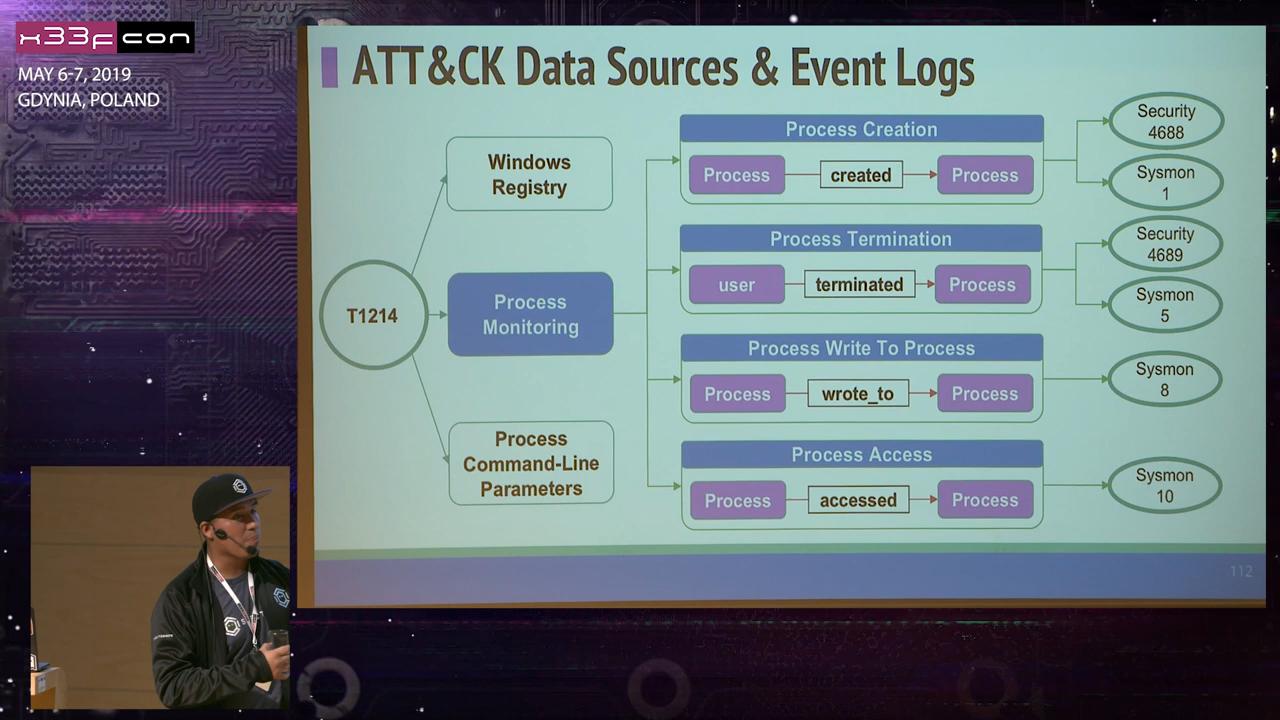 x33fcon
MAY 6-7, 2019
GDYNIA, POLAND
ATT&CK Data Sources & Event Logs
T1214
Windows
Registry
Process
Monitoring
Process
Command-Line
Parameters
Process Creation
Process
created
Process
Security
4688
Sysmon
1
Process Termination
user
terminated
Process
Security
4689
Sysmon
5
Process Write To Process
Process
wrote_to
Process
Sysmon
8
Process Access
Process
accessed
Process
Sysmon
10
112